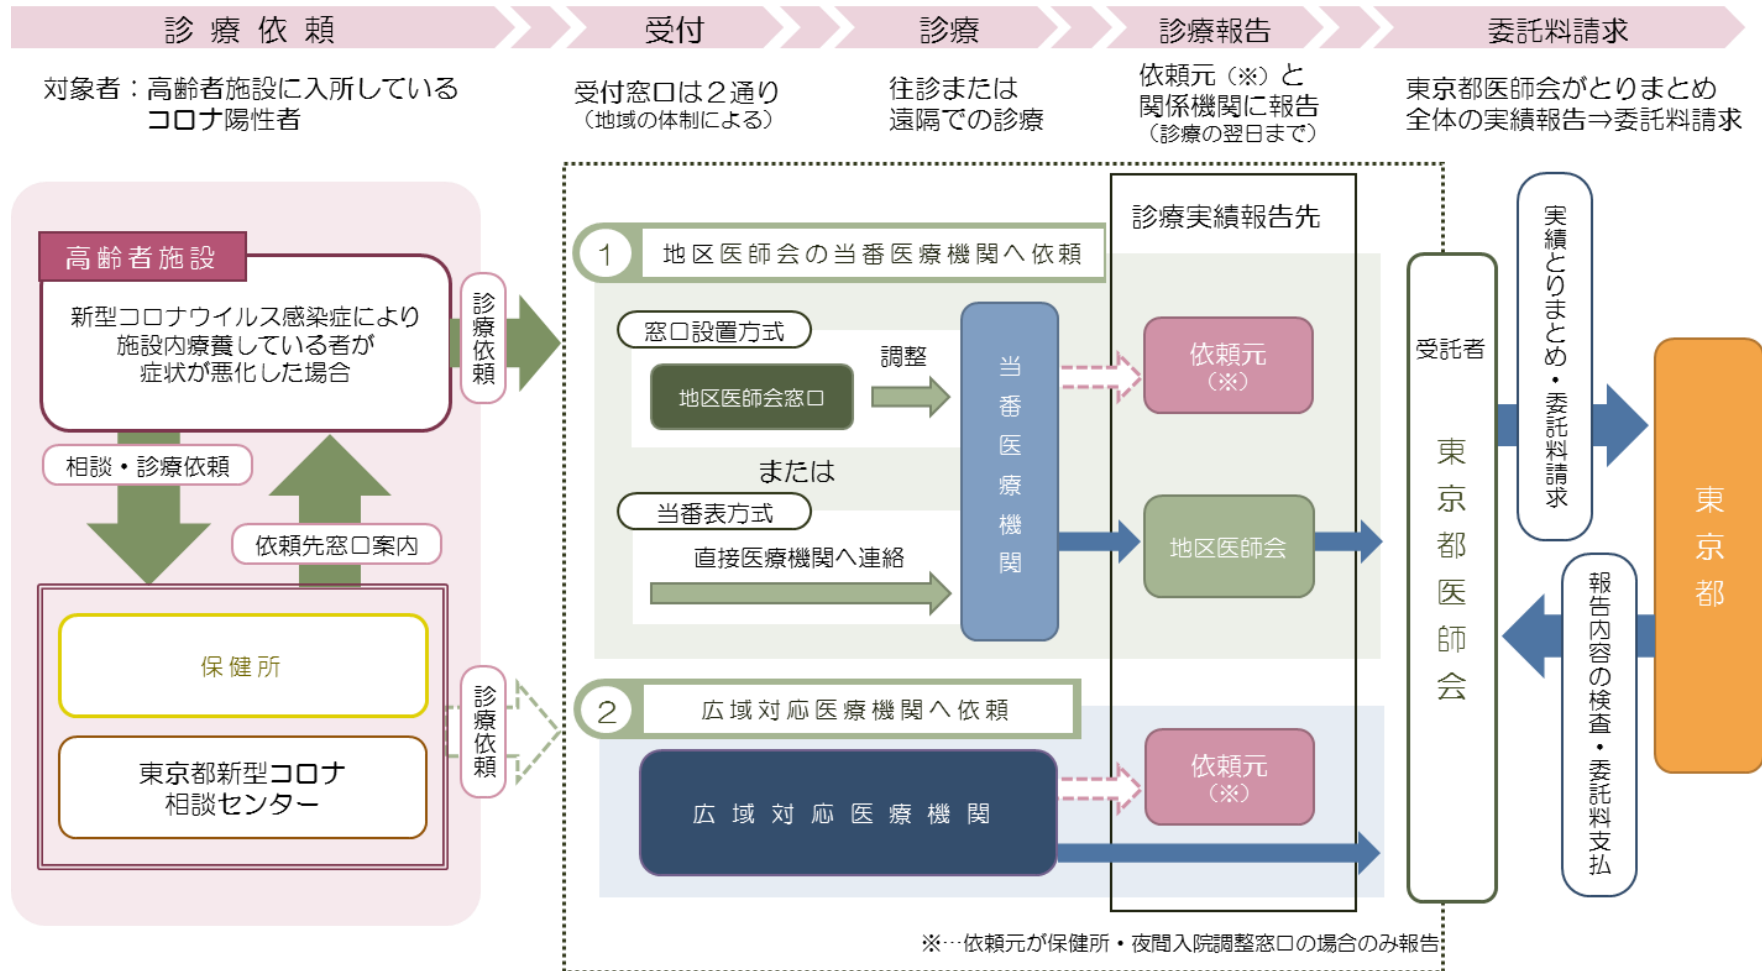 診療依頼
受付
診療
診療報告
委託料請求
対象者：高齢者施設に入所している
コロナ陽性者
受付窓口は２通り
（地域の体制による）
往診または
遠隔での診療
依頼元（※）と
関係機関に報告
（診療の翌日まで）
東京都医師会がとりまとめ
全体の実績報告⇒委託料請求
高齢者施設
新型コロナウイルス感染症により
施設内療養している者が
症状が悪化した場合
相談・診療依頼
依頼先窓口案内
保健所
東京都新型コロナ
相談センター
診療依頼
診療依頼
1
地区医師会の当番医療機関へ依頼
窓口設置方式
地区医師会窓口
調整
または
当番表方式
直接医療機関へ連絡
当番医療機関
診療実績報告先
依頼元
（※）
地区医師会
2
広域対応医療機関へ依頼
広域対応医療機関
依頼元
（※）
※…依頼元が保健所・夜間入院調整窓口の場合のみ報告
受託者
東京都医師会
実績とりまとめ・委託料請求
報告内容の検査・委託料支払
東京都